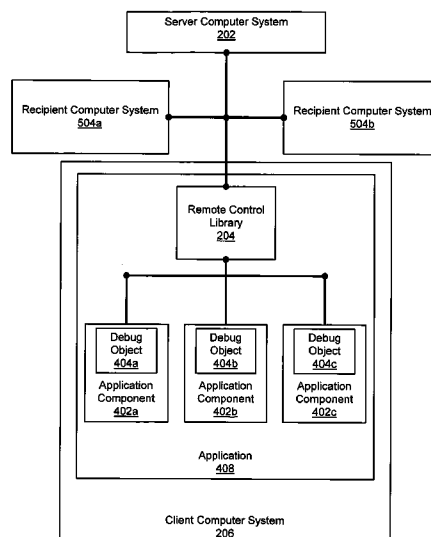 Server Computer System
202
Recipient Computer System
504a
Recipient Computer System
504b
Remote Control
Library
204
Debug
Object
404a
Application
Component
402a
Debug
Object
404b
Application
Component
402b
Debug
Object
404c
Application
Component
402c
Application
408
Client Computer System
206